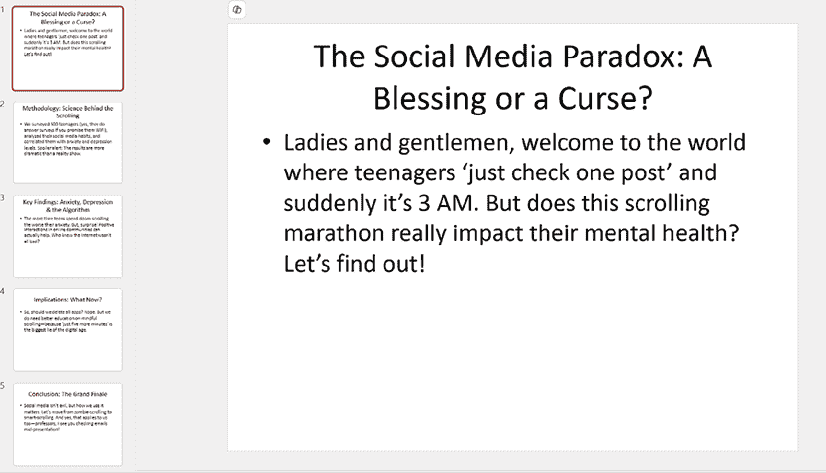 1
The Social Media Paradox: A
Blessing or a Curse?
• Ladies and gentlemen, welcome to the world
where teenagers 'just check one post' and
suddenly it's 3 AM. But does this scrolling
marathon really impact their mental health?
Let's find out!
2
Methodology: Science Behind the
Scrolling
• We surveyed 500 teenagers (yes, they do
answer surveys if you promise them WiFi),
analyzed their social media habits, and
correlated them with anxiety and depression
levels. Spoiler alert: The results are more
dramatic than a reality show.
3
Key Findings: Anxiety, Depression
& the Algorithm
• The more time teens spend doom-scrolling,
the worse their anxiety. But, surprise! Positive
interactions in online communities can
actually help. Who knew the internet wasn't
all bad?
4
Implications: What Now?
• So, should we delete all apps? Nope. But we
do need better education on mindful
scrolling—because 'just five more minutes' is
the biggest lie of the digital age.
5
Conclusion: The Grand Finale
• Social media isn't evil, but how we use it
matters. Let's move from zombie-scrolling to
smart-scrolling. And yes, that applies to us
too—professors, I see you checking emails
mid-presentation!
The Social Media Paradox: A
Blessing or a Curse?
• Ladies and gentlemen, welcome to the world
where teenagers ‘just check one post’ and
suddenly it’s 3 AM. But does this scrolling
marathon really impact their mental health?
Let’s find out!